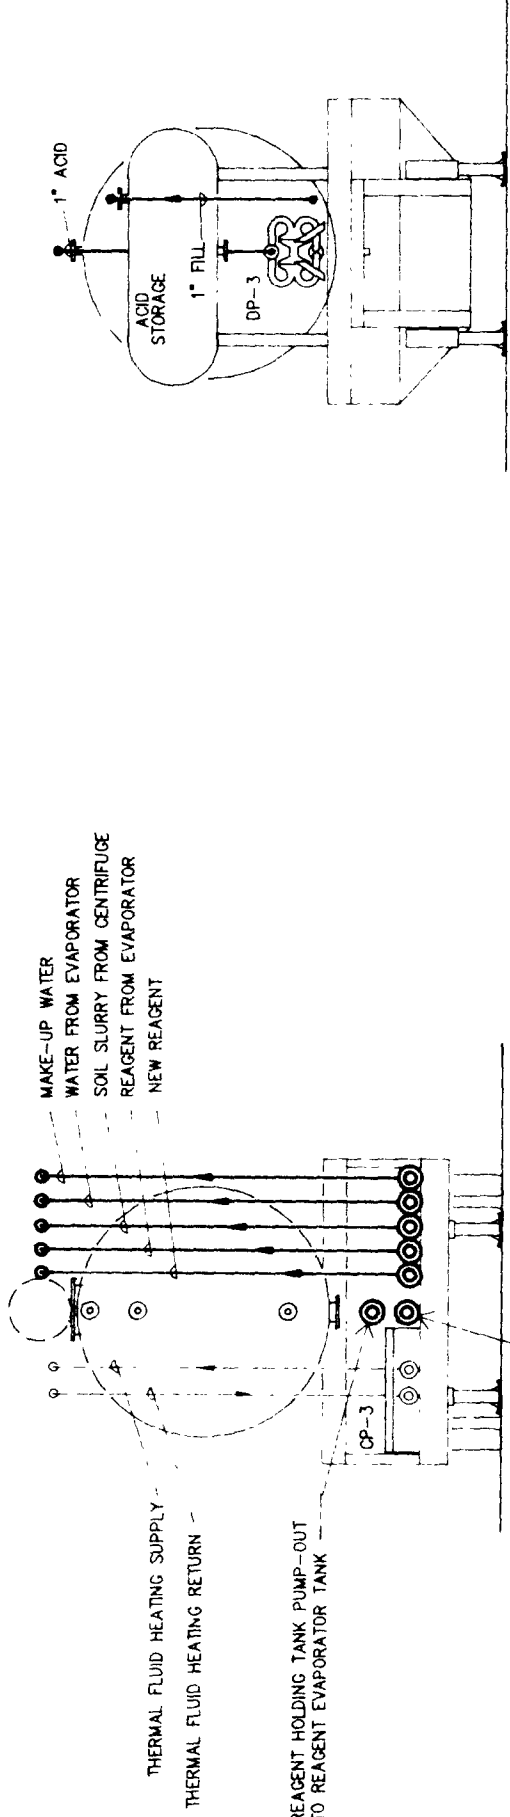 1" ACID
ACID
STORAGE
1" FILL
DP-3
MAKE-UP WATER
WATER FROM EVAPORATOR
SOIL SLURRY FROM CENTRIFUGE
REAGENT FROM EVAPORATOR
NEW REAGENT
THERMAL FLUID HEATING SUPPLY
THERMAL FLUID HEATING RETURN
CP-3
REAGENT HOLDING TANK PUMP-OUT
TO REAGENT EVAPORATOR TANK